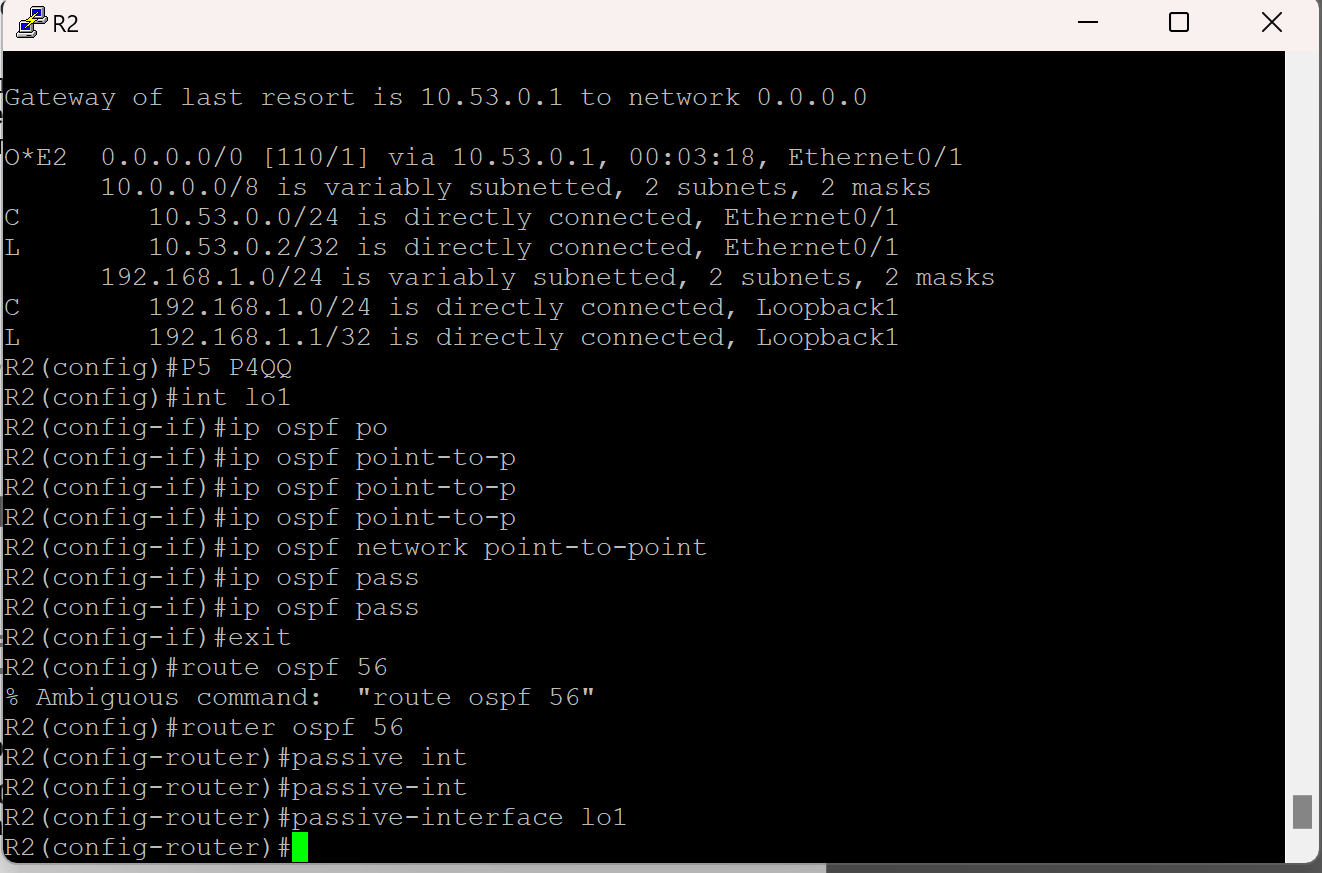 R2
Gateway of last resort is 10.53.0.1 to network 0.0.0.0
O*E2  0.0.0.0/0 [110/1] via 10.53.0.1, 00:03:18, Ethernet0/1
      10.0.0.0/8 is variably subnetted, 2 subnets, 2 masks
C        10.53.0.0/24 is directly connected, Ethernet0/1
L        10.53.0.2/32 is directly connected, Ethernet0/1
      192.168.1.0/24 is variably subnetted, 2 subnets, 2 masks
C        192.168.1.0/24 is directly connected, Loopback1
L        192.168.1.1/32 is directly connected, Loopback1
R2(config)#P5 P4QQ
R2(config)#int lo1
R2(config-if)#ip ospf po
R2(config-if)#ip ospf point-to-p
R2(config-if)#ip ospf point-to-p
R2(config-if)#ip ospf point-to-p
R2(config-if)#ip ospf network point-to-point
R2(config-if)#ip ospf pass
R2(config-if)#ip ospf pass
R2(config-if)#exit
R2(config)#route ospf 56
% Ambiguous command:  "route ospf 56"
R2(config)#router ospf 56
R2(config-router)#passive int
R2(config-router)#passive-int
R2(config-router)#passive-interface lo1
R2(config-router)#